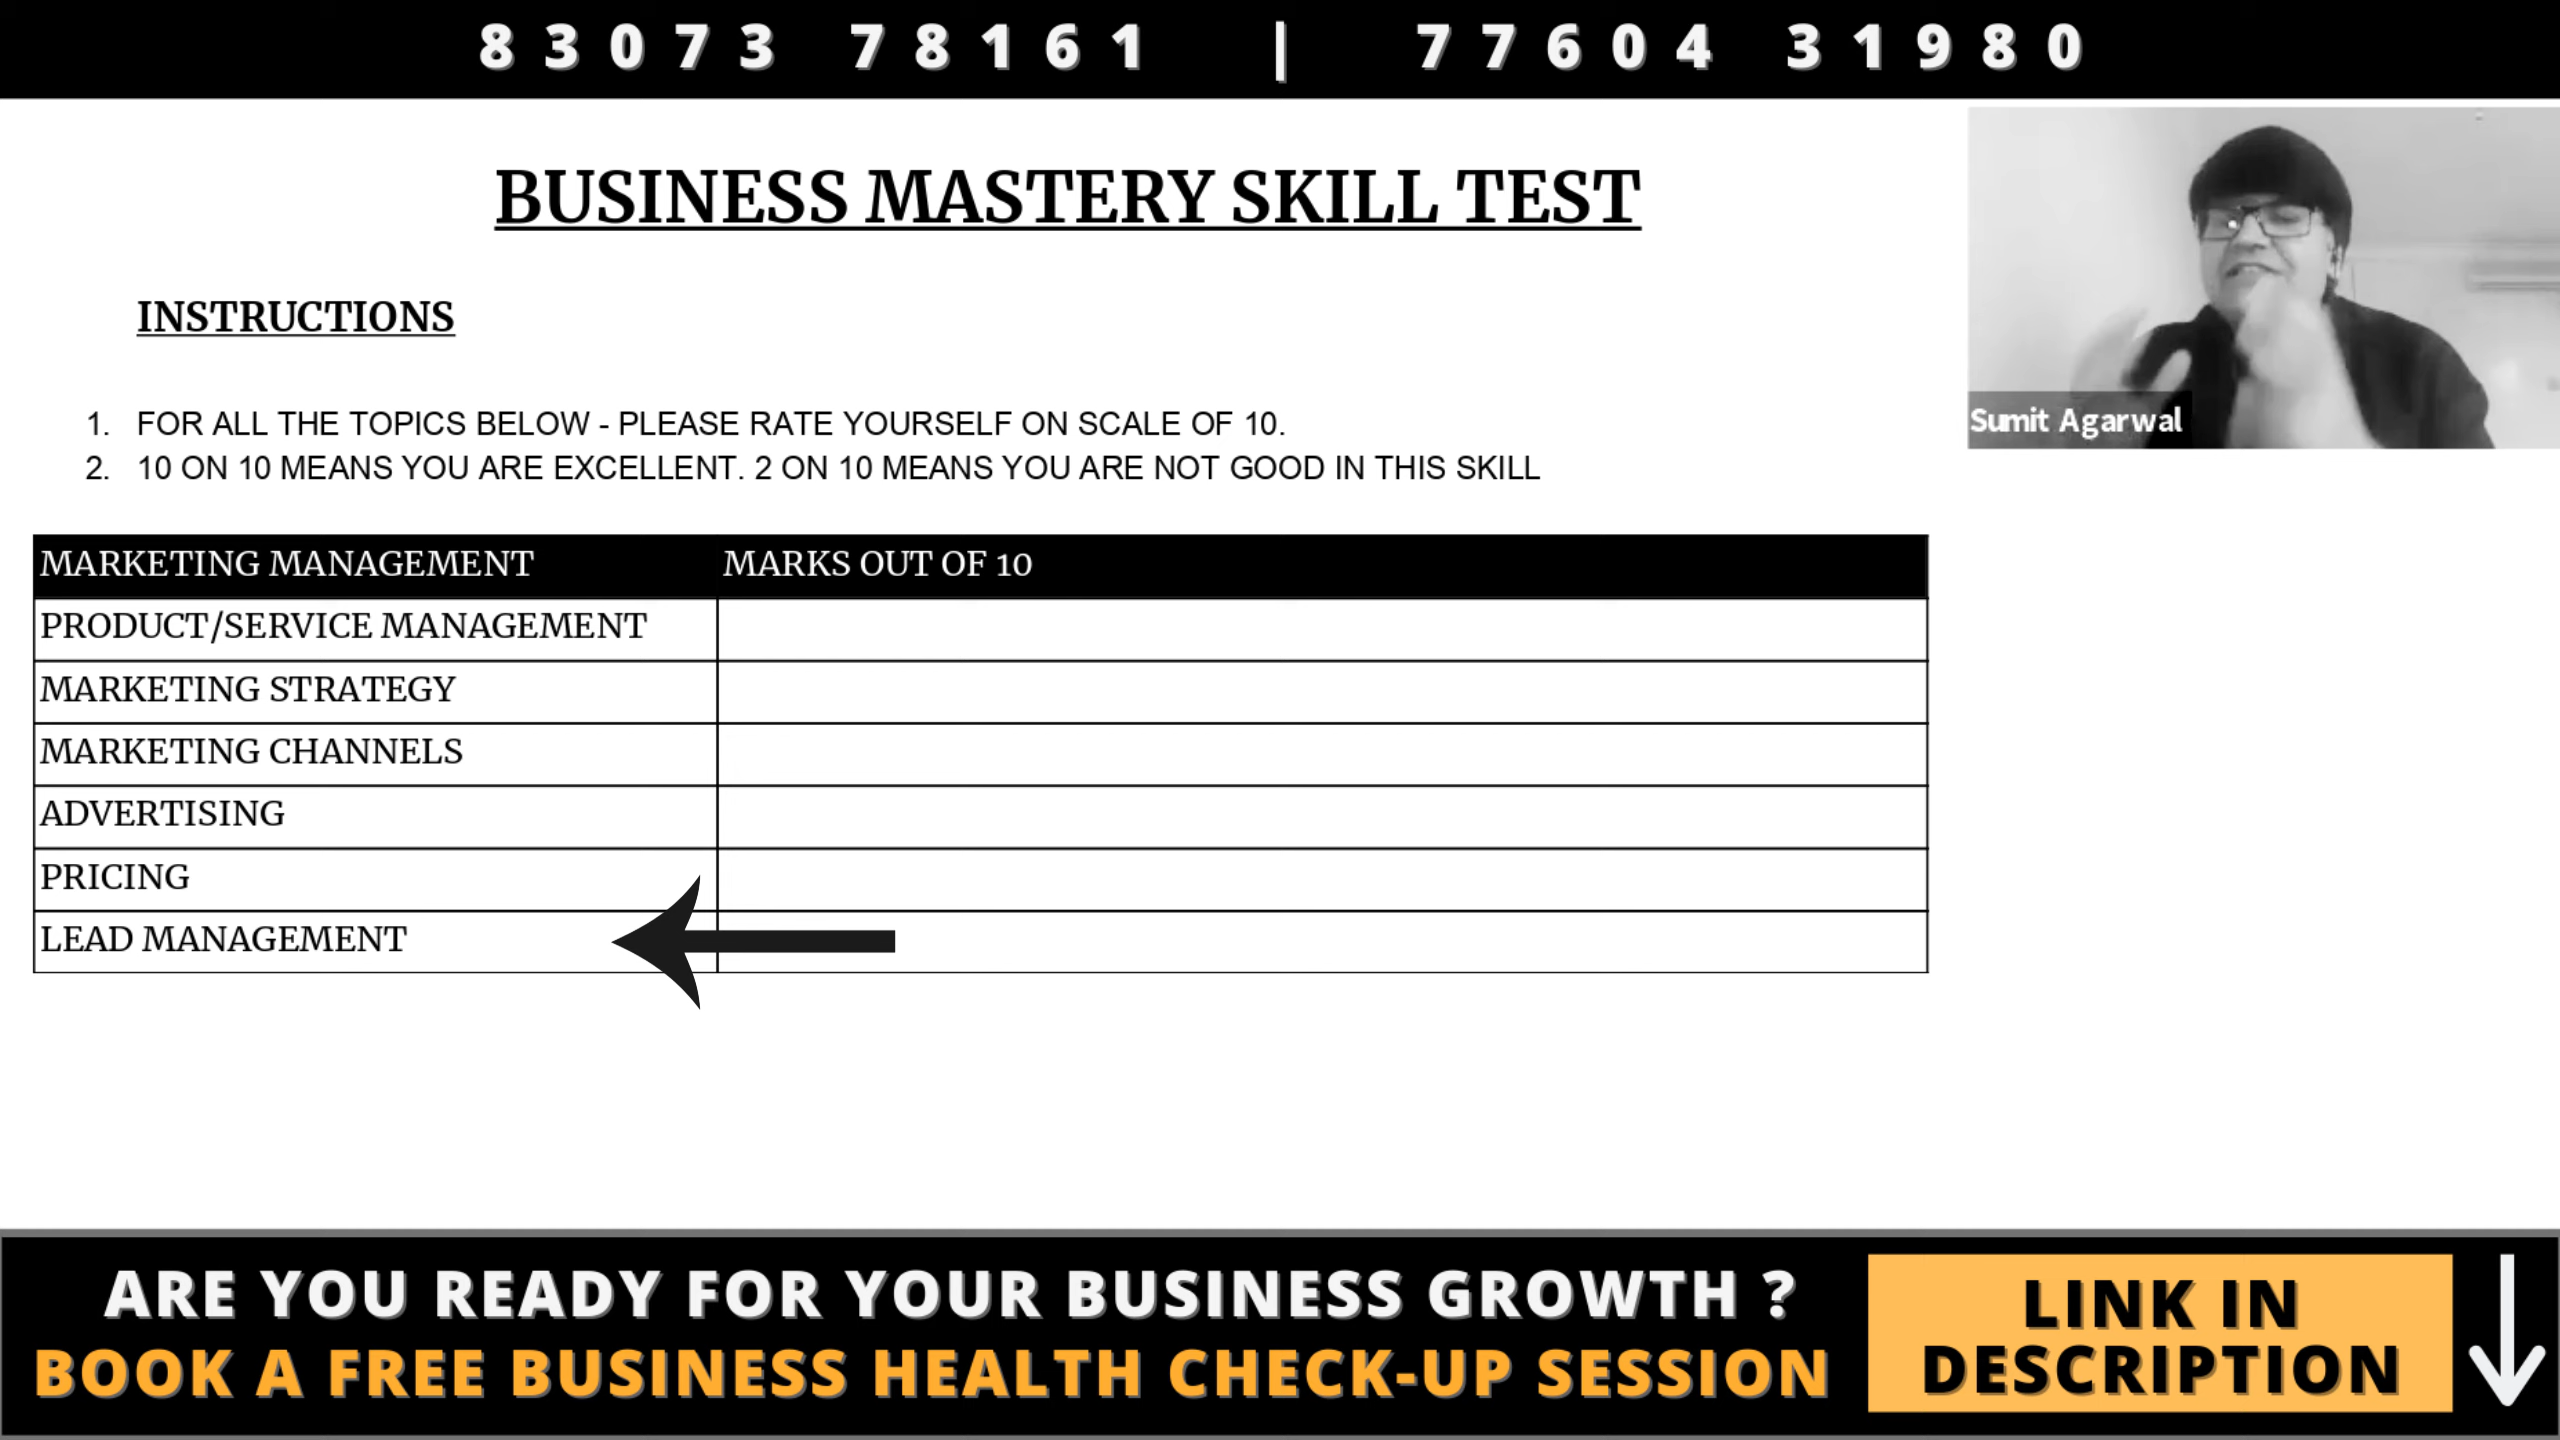 83073 78161 | 77604 31980
BUSINESS MASTERY SKILL TEST
INSTRUCTIONS
1. FOR ALL THE TOPICS BELOW - PLEASE RATE YOURSELF ON SCALE OF 10.
2. 10 ON 10 MEANS YOU ARE EXCELLENT. 2 ON 10 MEANS YOU ARE NOT GOOD IN THIS SKILL
Sumit Agarwal
MARKETING MANAGEMENT MARKS OUT OF 10
PRODUCT/SERVICE MANAGEMENT
MARKETING STRATEGY
MARKETING CHANNELS
ADVERTISING
PRICING
LEAD MANAGEMENT
ARE YOU READY FOR YOUR BUSINESS GROWTH ?
BOOK A FREE BUSINESS HEALTH CHECK-UP SESSION
LINK IN
DESCRIPTION